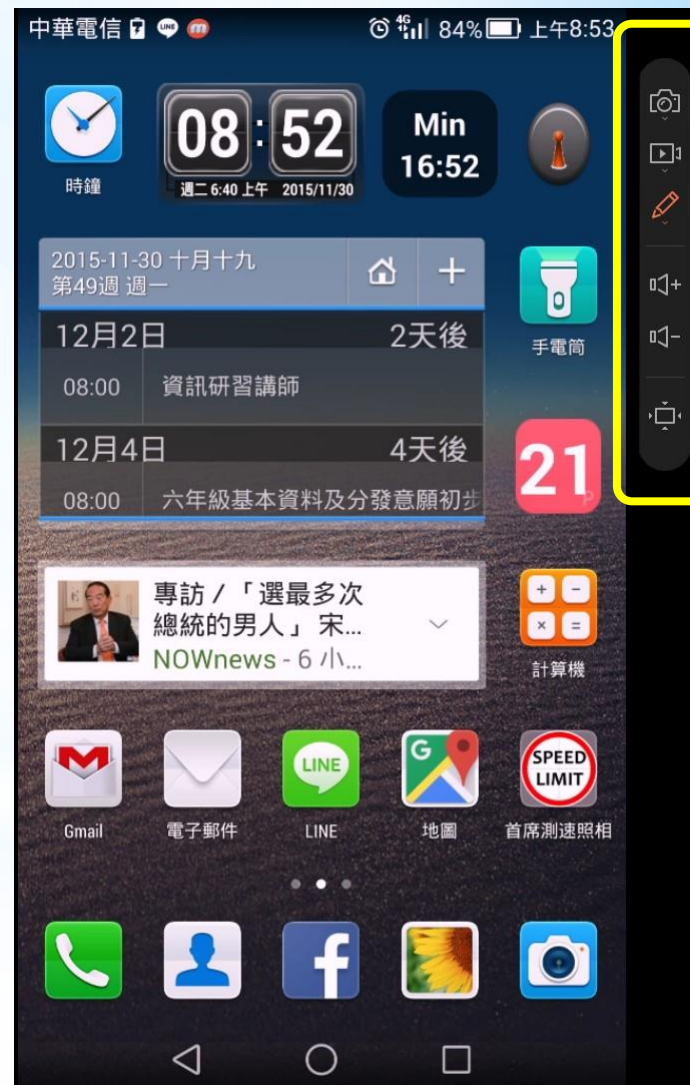 中華電信 4G 84% 上午8:53
08:52
週二 6:40 上午 2015/11/30
Min
16:52
時鐘
2015-11-30 十月十九
第49週 週一
12月2日 2天後
08:00 資訊研習講師
12月4日 4天後
08:00 六年級基本資料及分發意願初步
手電筒
21
專訪 / 「選最多次
總統的男人」 宋...
NOWnews - 6 小...
計算機
LINE
G
SPEED
LIMIT
Gmail 電子郵件 LINE 地圖 首席測速照相